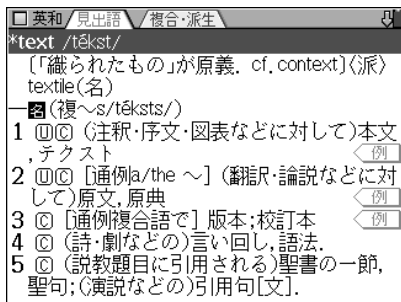 英和 見出語 複合･派生
*text /tékst/
[｢織られたもの｣が原義. cf. context]〈派〉
textile(名)
━名(複～s/téksts/)
1 ⓊⒸ (注釈･序文･図表などに対して)本文
,テクスト 例
2 ⓊⒸ [通例a/the ～] (翻訳･論説などに対
して)原文,原典 例
3 Ⓒ [通例複合語で] 版本;校訂本 例
4 Ⓒ (詩･劇などの)言い回し,語法.
5 Ⓒ (説教題目に引用される)聖書の一節,
聖句;(演説などの)引用句[文].